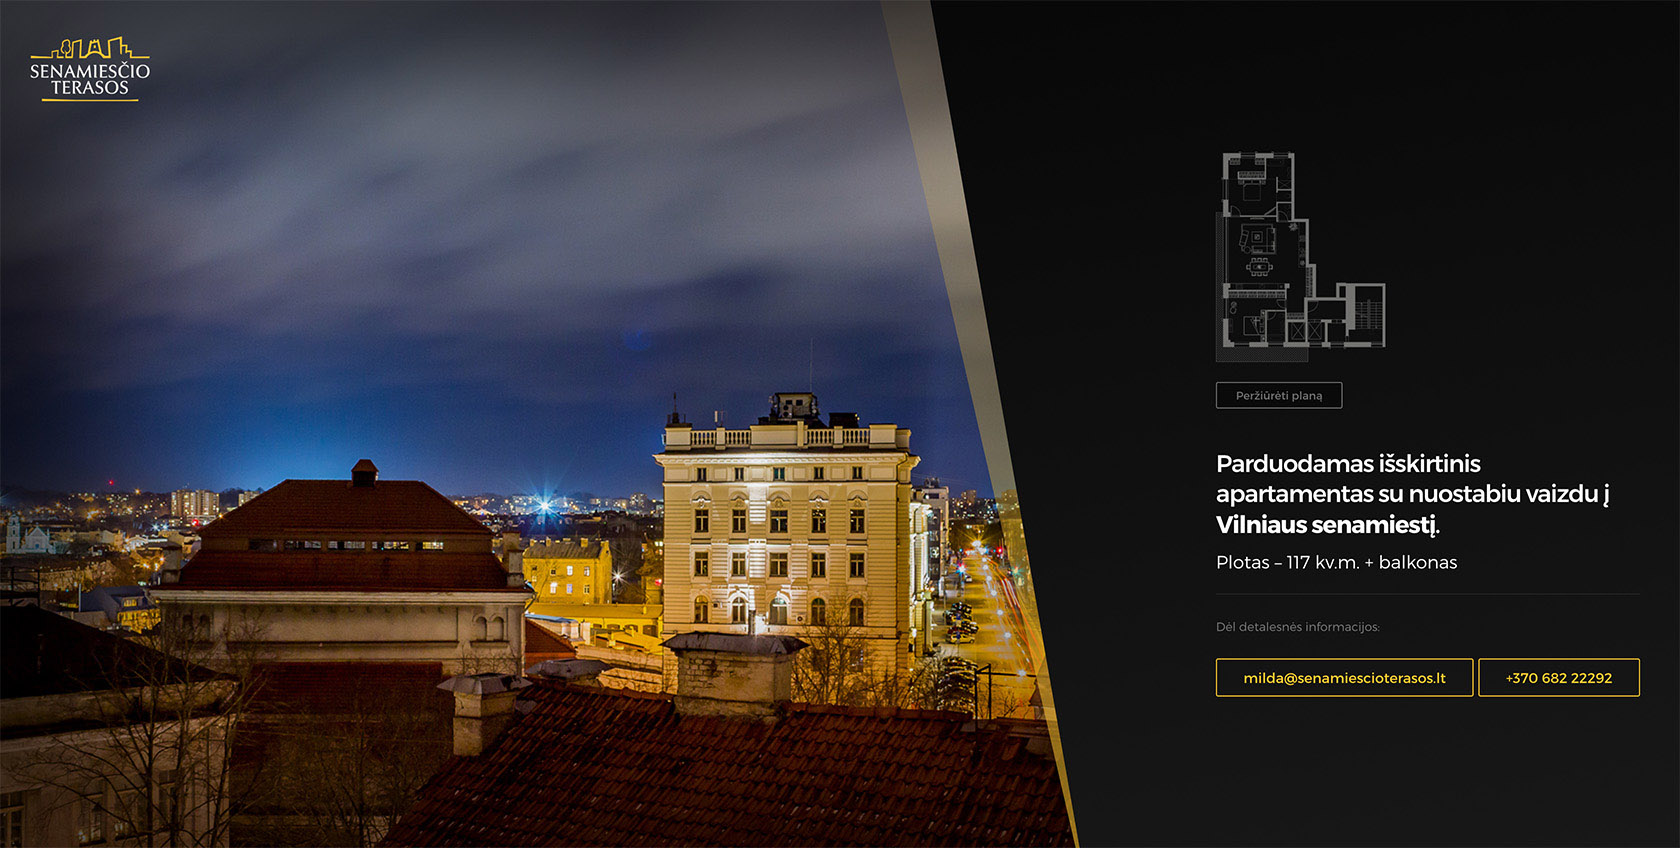 SENAMIESČIO
TERASOS
Peržiūrėti planą
Parduodamas išskirtinis
apartamentas su nuostabiu vaizdu į
Vilniaus senamiestį.
Plotas – 117 kv.m. + balkonas
Dėl detalesnės informacijos:
milda@senamiescioterasos.lt
+370 682 22292